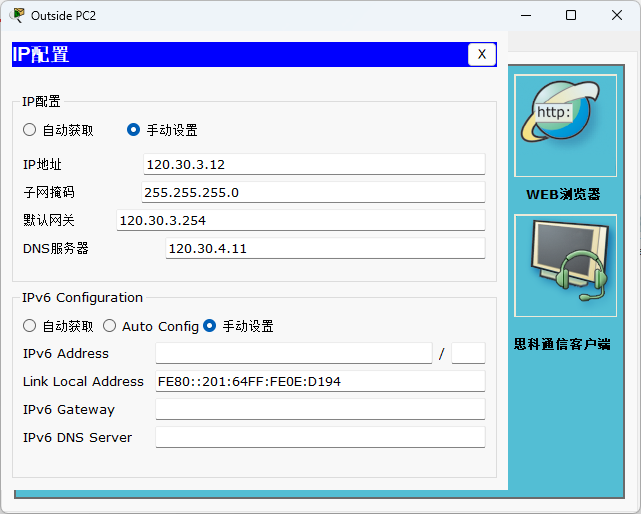 Outside PC2
IP配置
X
IP配置
自动获取 手动设置
IP地址 120.30.3.12
子网掩码 255.255.255.0
默认网关 120.30.3.254
DNS服务器 120.30.4.11
IPv6 Configuration
自动获取 Auto Config 手动设置
IPv6 Address /
Link Local Address FE80::201:64FF:FE0E:D194
IPv6 Gateway
IPv6 DNS Server
http:
WEB浏览器
思科通信客户端